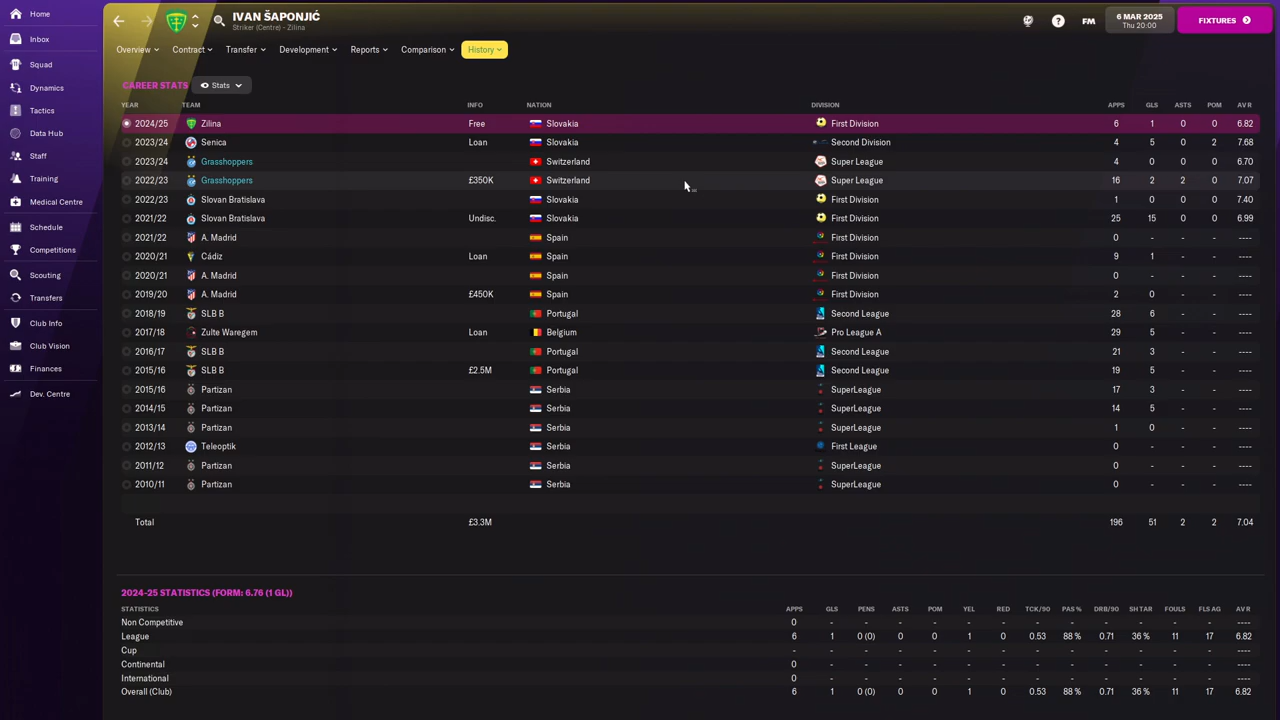 Home
IVAN ŠAPONJIĆ
Striker (Centre) - Zilina
FM
6 MAR 2025
Thu 20:00
FIXTURES
Inbox
Overview Contract Transfer Development Reports Comparison History
Squad
Dynamics
Tactics
Data Hub
Staff
Training
Medical Centre
Schedule
Competitions
Scouting
Transfers
Club Info
Club Vision
Finances
Dev. Centre
CAREER STATS Stats
YEAR TEAM INFO NATION DIVISION APPS GLS ASTS POM AV R
2024/25 Zilina Free Slovakia First Division 6 1 0 0 6.82
2023/24 Senica Loan Slovakia Second Division 4 5 0 2 7.68
2023/24 Grasshoppers Switzerland Super League 4 0 0 0 6.70
2022/23 Grasshoppers £350K Switzerland Super League 16 2 2 0 7.07
2022/23 Slovan Bratislava Slovakia First Division 1 0 0 0 7.40
2021/22 Slovan Bratislava Undisc. Slovakia First Division 25 15 0 0 6.99
2021/22 A. Madrid Spain First Division 0 - - - ----
2020/21 Cádiz Loan Spain First Division 9 1 - - ----
2020/21 A. Madrid Spain First Division 0 - - - ----
2019/20 A. Madrid £450K Spain First Division 2 0 - - ----
2018/19 SLB B Portugal Second League 28 6 - - ----
2017/18 Zulte Waregem Loan Belgium Pro League A 29 5 - - ----
2016/17 SLB B Portugal Second League 21 3 - - ----
2015/16 SLB B £2.5M Portugal Second League 19 5 - - ----
2015/16 Partizan Serbia SuperLeague 17 3 - - ----
2014/15 Partizan Serbia SuperLeague 14 5 - - ----
2013/14 Partizan Serbia SuperLeague 1 0 - - ----
2012/13 Teleoptik Serbia First League 0 - - - ----
2011/12 Partizan Serbia SuperLeague 0 - - - ----
2010/11 Partizan Serbia SuperLeague 0 - - - ----
Total £3.3M 196 51 2 2 7.04
2024-25 STATISTICS (FORM: 6.76 (1 GL))
STATISTICS APPS GLS PENS ASTS POM YEL RED TCK/90 PAS % DRB/90 SH TAR FOULS FLS AG AV R
Non Competitive 0 - - - - - - - - - - - - ----
League 6 1 0 (0) 0 0 1 0 0.53 88 % 0.71 36 % 11 17 6.82
Cup - - - - - - - - - - - - - ----
Continental 0 - - - - - - - - - - - - ----
International 0 - - - - - - - - - - - - ----
Overall (Club) 6 1 0 (0) 0 0 1 0 0.53 88 % 0.71 36 % 11 17 6.82